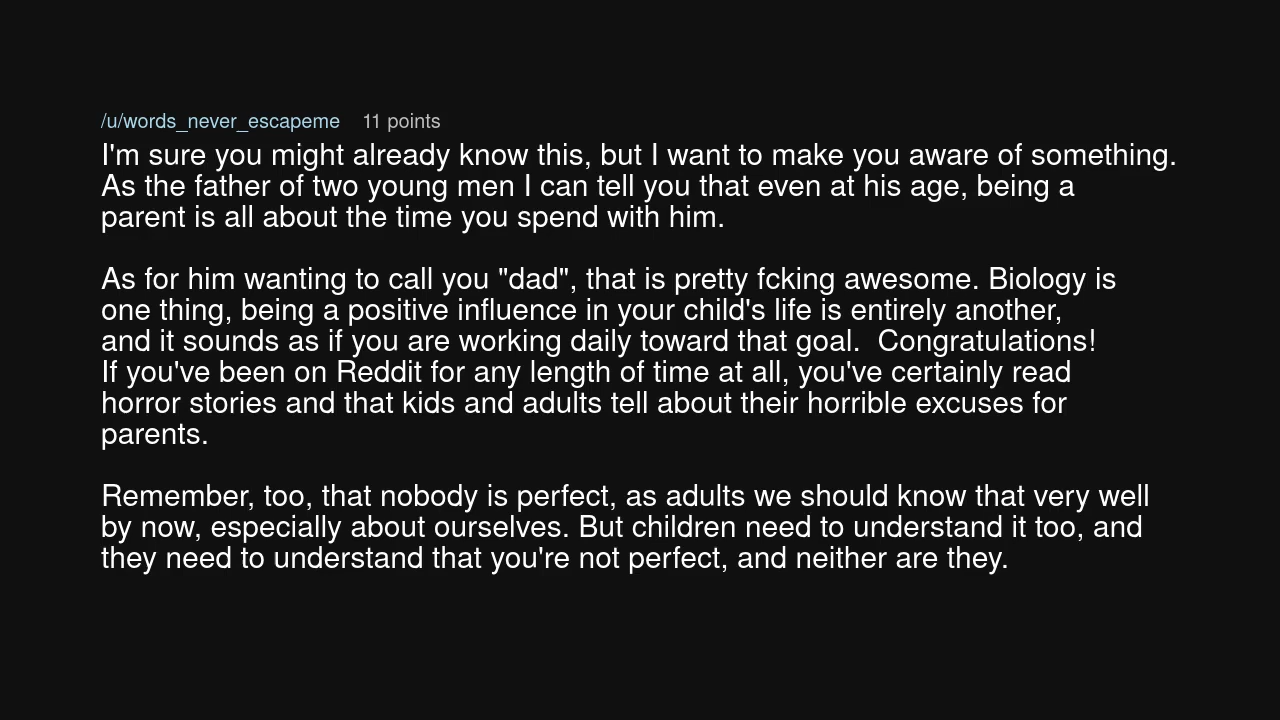 /u/words_never_escapeme 11 points
I'm sure you might already know this, but I want to make you aware of something.
As the father of two young men I can tell you that even at his age, being a
parent is all about the time you spend with him.
As for him wanting to call you "dad", that is pretty fcking awesome. Biology is
one thing, being a positive influence in your child's life is entirely another,
and it sounds as if you are working daily toward that goal.  Congratulations!
If you've been on Reddit for any length of time at all, you've certainly read
horror stories and that kids and adults tell about their horrible excuses for
parents.
Remember, too, that nobody is perfect, as adults we should know that very well
by now, especially about ourselves. But children need to understand it too, and
they need to understand that you're not perfect, and neither are they.